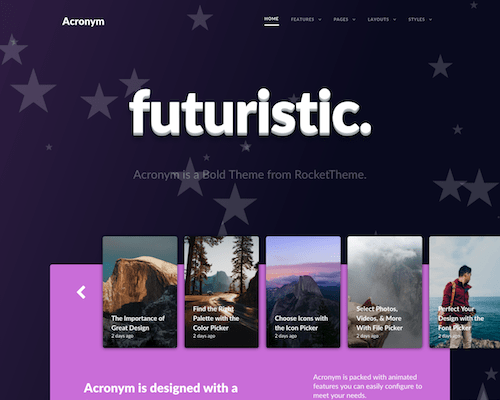 Acronym
HOME FEATURES PAGES LAYOUTS STYLES
futuristic.
Acronym is a Bold Theme from RocketTheme.
The Importance of
Great Design
2 days ago
Find the Right
Palette with the
Color Picker
2 days ago
Choose Icons with
the Icon Picker
2 days ago
Select Photos,
Videos, & More
With File Picker
2 days ago
Perfect Your
Design with the
Font Picker
2 days ago
Acronym is designed with a
Acronym is packed with animated
features you can easily configure to
meet your needs.